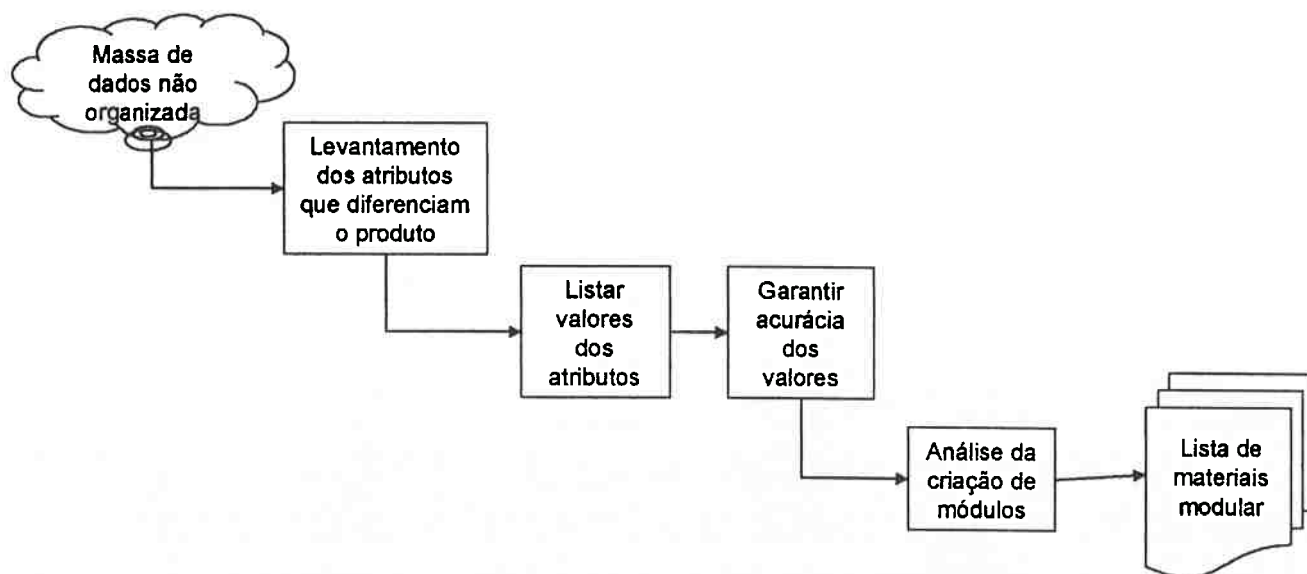 Massa de
dados não
organizada
Levantamento
dos atributos
que diferenciam
o produto
Listar
valores
dos
atributos
Garantir
acurácia
dos
valores
Análise da
criação de
módulos
Lista de
materiais
modular